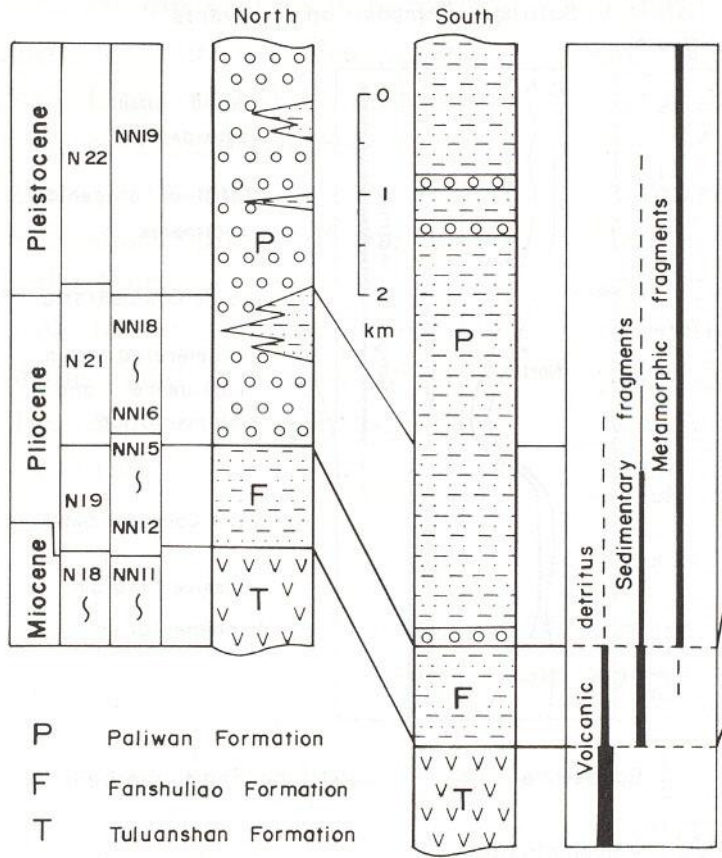 North
South
Pleistocene
Pliocene
Miocene
N 22
N 21
N 19
N 18
NN19
NN18
NN16
NN15
NN12
NN11
P
F
T
0
1
2
km
P
F
T
Volcanic detritus
Sedimentary fragments
Metamorphic fragments
P Paliwan Formation
F Fanshuliao Formation
T Tuluanshan Formation